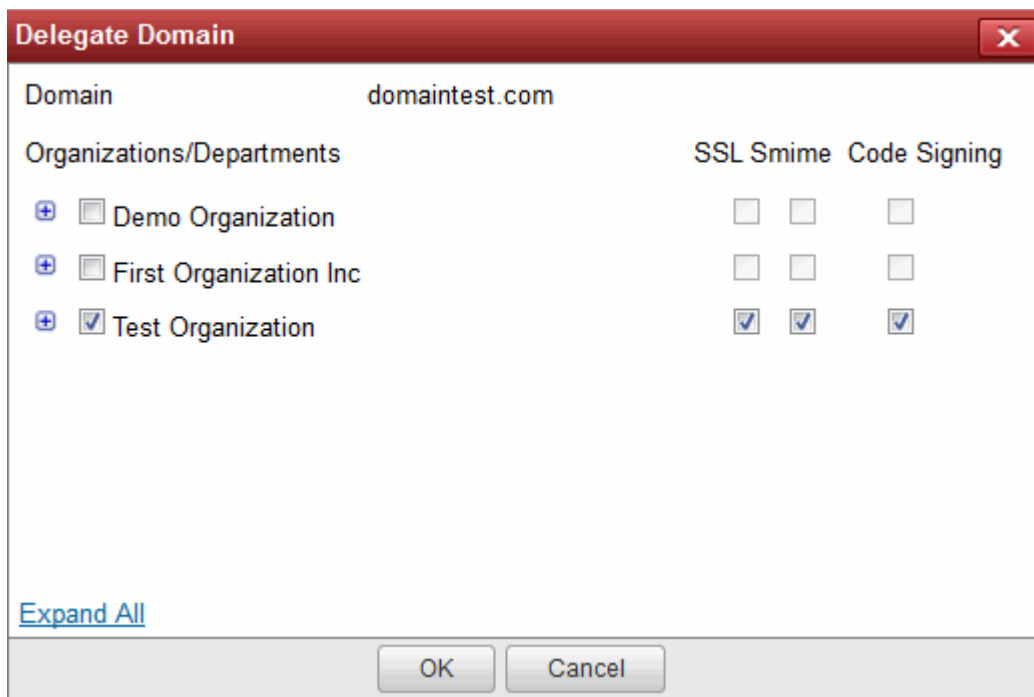 Delegate Domain
Domain domaintest.com
Organizations/Departments SSL Smime Code Signing
Demo Organization
First Organization Inc
Test Organization
Expand All
OK Cancel